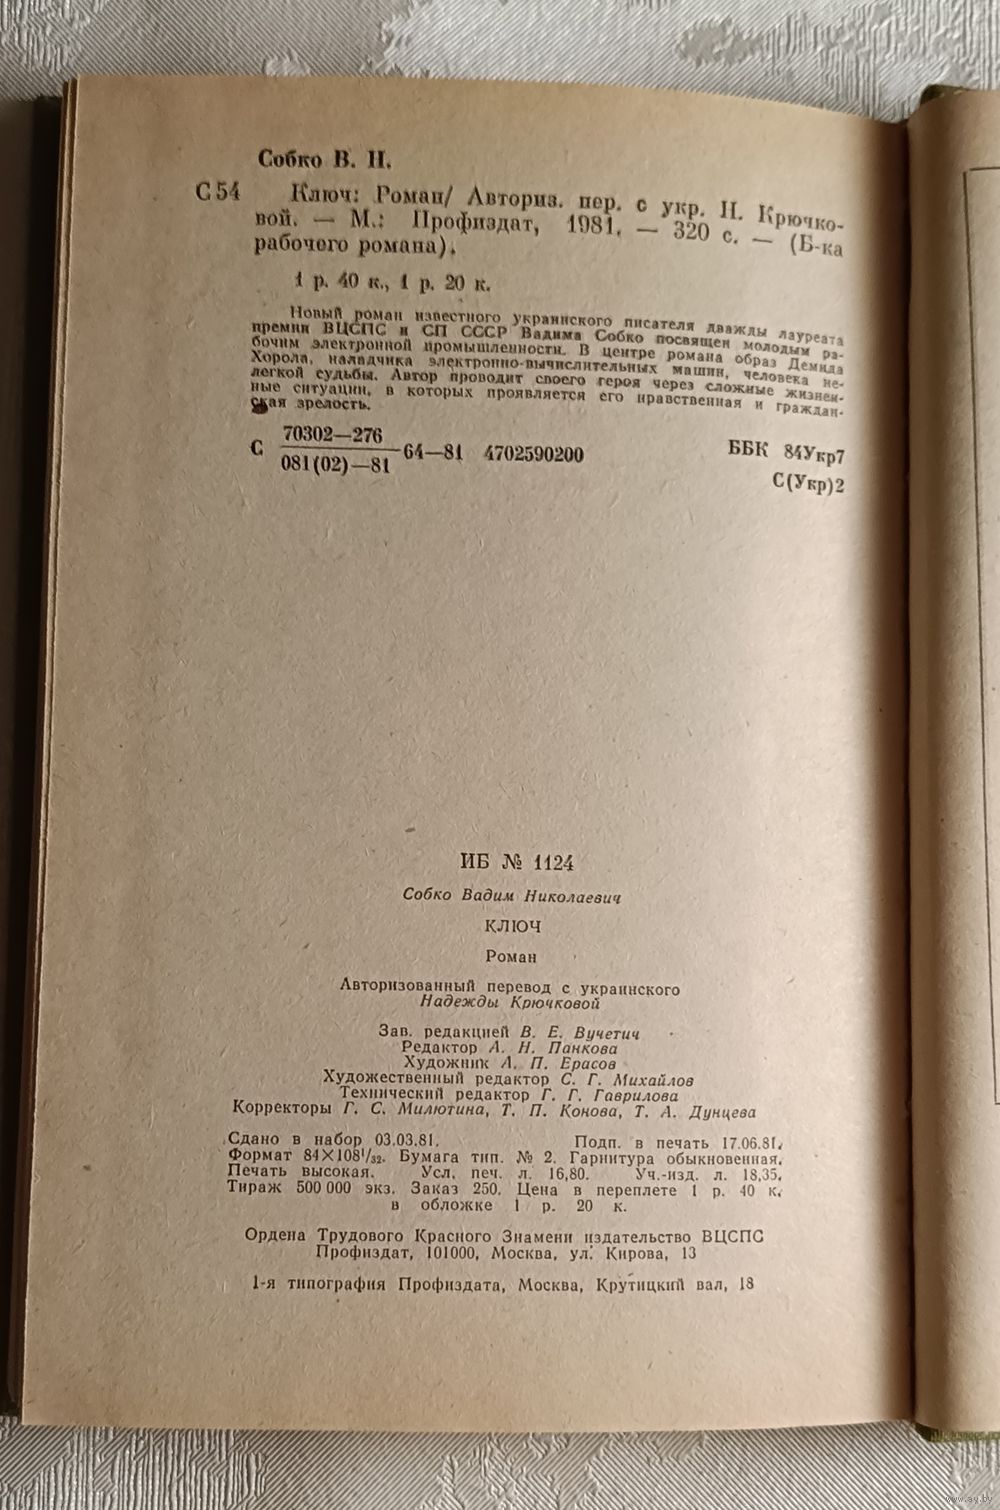 Собко В. Н.
С 54 Ключ: Роман/ Авториз. пер. с укр. Н. Крючко-
вой. — М.: Профиздат, 1981. — 320 с. — (Б-ка
рабочего романа).
1 р. 40 к., 1 р. 20 к.
Новый роман известного украинского писателя дважды лауреата
премии ВЦСПС и СП СССР Вадима Собко посвящен молодым ра-
бочим электронной промышленности. В центре романа образ Демида
Хорола, наладчика электронно-вычислительных машин, человека не-
легкой судьбы. Автор проводит своего героя через сложные жизнен-
ные ситуации, в которых проявляется его нравственная и граждан-
ская зрелость.
С 70302—276
081(02)—81 64—81 4702590200 ББК 84Укр7
С(Укр)2
ИБ № 1124
Собко Вадим Николаевич
КЛЮЧ
Роман
Авторизованный перевод с украинского
Надежды Крючковой
Зав. редакцией В. Е. Вучетич
Редактор А. Н. Панкова
Художник А. П. Ерасов
Художественный редактор С. Г. Михайлов
Технический редактор Г. Г. Гаврилова
Корректоры Г. С. Милютина, Т. П. Конова, Т. А. Дунцева
Сдано в набор 03.03.81. Подп. в печать 17.06.81.
Формат 84×108¹/₃₂. Бумага тип. № 2. Гарнитура обыкновенная.
Печать высокая. Усл. печ. л. 16,80. Уч.-изд. л. 18,35.
Тираж 500 000 экз. Заказ 250. Цена в переплете 1 р. 40 к.
в обложке 1 р. 20 к.
Ордена Трудового Красного Знамени издательство ВЦСПС
Профиздат, 101000, Москва, ул. Кирова, 13
1-я типография Профиздата, Москва, Крутицкий вал, 18
www.ay.by